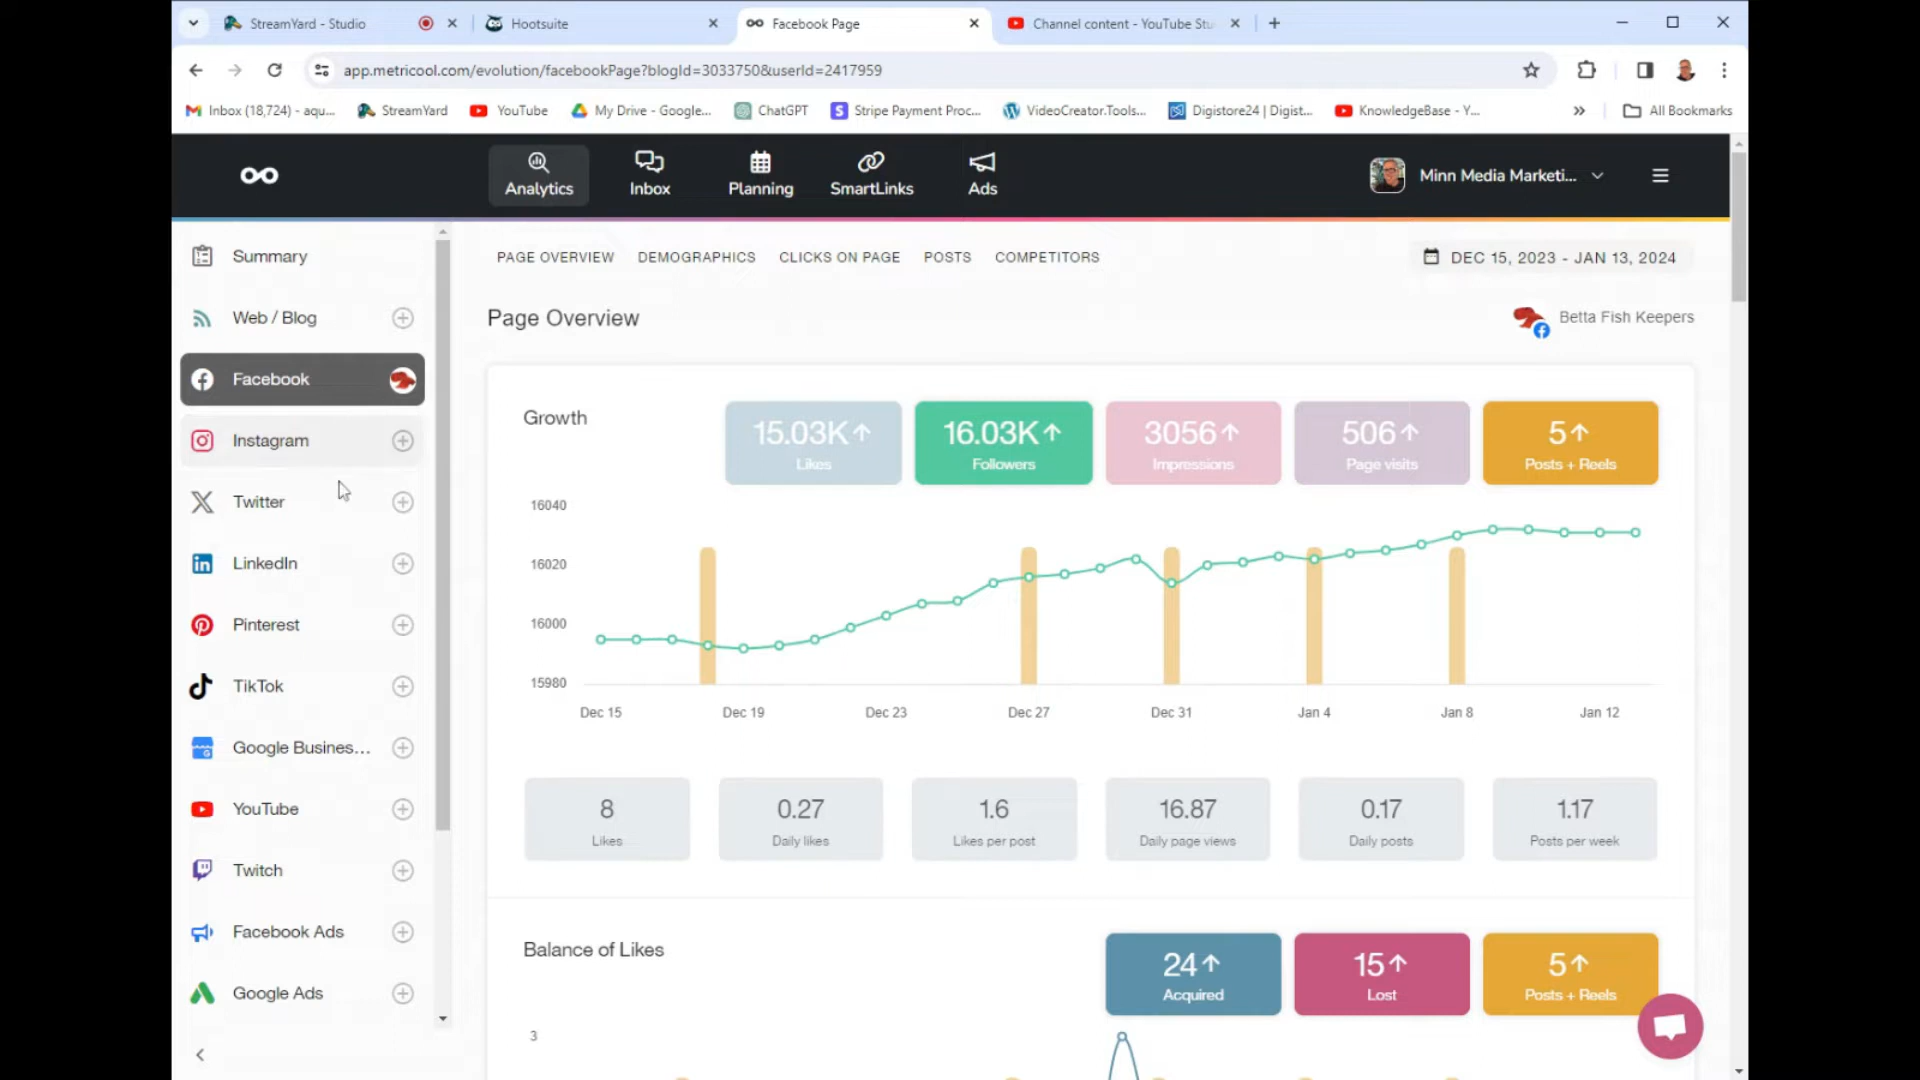 StreamYard - Studio
Hootsuite
Facebook Page
Channel content - YouTube Stu
app.metricool.com/evolution/facebookPage?blogId=3033750&userId=2417959
Inbox (18,724) - aqu...
StreamYard
YouTube
My Drive - Google...
ChatGPT
Stripe Payment Proc...
VideoCreator.Tools...
Digistore24 | Digist...
KnowledgeBase - Y...
All Bookmarks
Analytics
Inbox
Planning
SmartLinks
Ads
Minn Media Marketi...
Summary
Web / Blog
Facebook
Instagram
Twitter
LinkedIn
Pinterest
TikTok
Google Busines...
YouTube
Twitch
Facebook Ads
Google Ads
PAGE OVERVIEW
DEMOGRAPHICS
CLICKS ON PAGE
POSTS
COMPETITORS
DEC 15, 2023 - JAN 13, 2024
Page Overview
Betta Fish Keepers
Growth
15.03K
Likes
16.03K
Followers
3056
Impressions
506
Page visits
5
Posts + Reels
16040
16020
16000
15980
Dec 15
Dec 19
Dec 23
Dec 27
Dec 31
Jan 4
Jan 8
Jan 12
8
Likes
0.27
Daily likes
1.6
Likes per post
16.87
Daily page views
0.17
Daily posts
1.17
Posts per week
Balance of Likes
24
Acquired
15
Lost
5
Posts + Reels
3